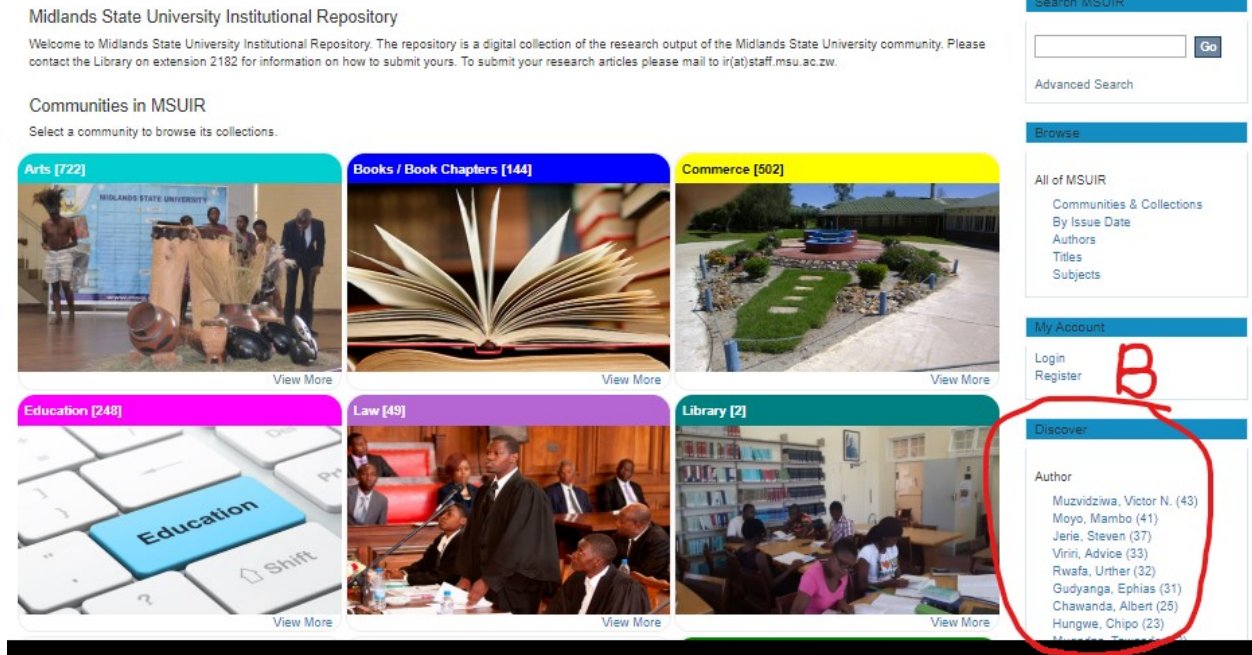 Midlands State University Institutional Repository
Welcome to Midlands State University Institutional Repository. The repository is a digital collection of the research output of the Midlands State University community. Please
contact the Library on extension 2182 for information on how to submit yours. To submit your research articles please mail to ir(at)staff.msu.ac.zw.
Communities in MSUIR
Select a community to browse its collections.
Arts [722]
MIDLANDS STATE UNIVERSITY
View More
Books / Book Chapters [144]
View More
Commerce [502]
View More
Education [248]
Education
Shift
View More
Law [49]
View More
Library [2]
View More
Search MSUIR
Go
Advanced Search
Browse
All of MSUIR
Communities & Collections
By Issue Date
Authors
Titles
Subjects
My Account
Login
Register
B
Discover
Author
Muzvidziwa, Victor N. (43)
Moyo, Mambo (41)
Jerie, Steven (37)
Viriri, Advice (33)
Rwafa, Urther (32)
Gudyanga, Ephias (31)
Chawanda, Albert (25)
Hungwe, Chipo (23)